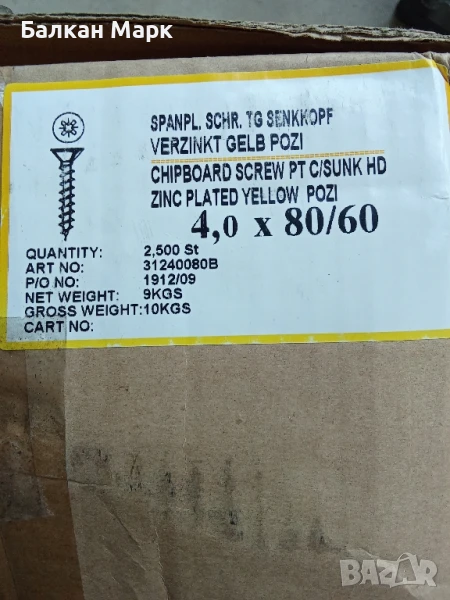 Балкан Марк
SPANPL. SCHR. TG SENKKOPF
VERZINKT GELB POZI
CHIPBOARD SCREW PT C/SUNK HD
ZINC PLATED YELLOW POZI
4,0 x 80/60
QUANTITY: 2,500 St
ART NO: 31240080B
P/O NO: 1912/09
NET WEIGHT: 9KGS
GROSS WEIGHT:10KGS
CART NO:
BAZAR